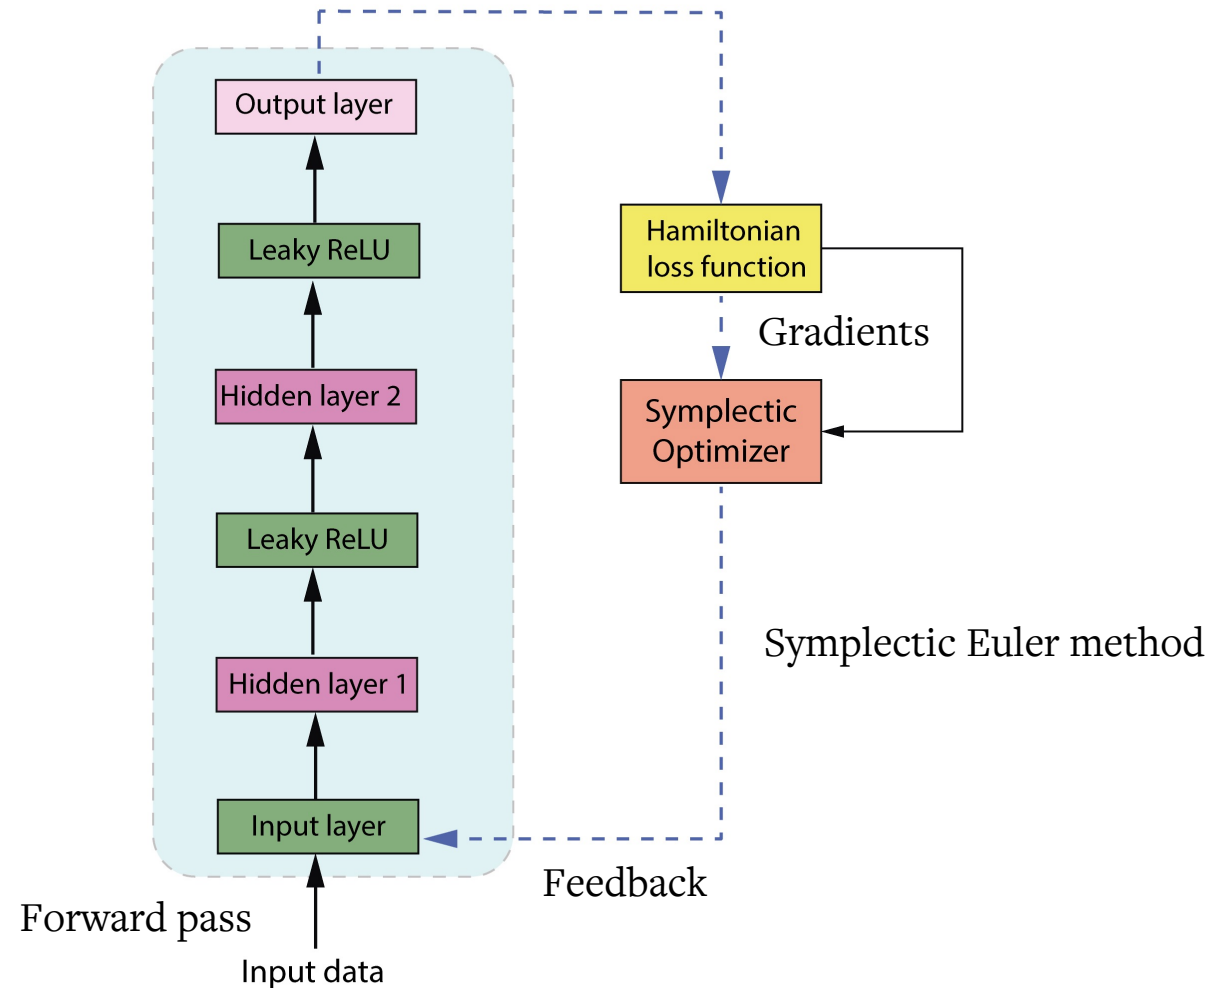 Output layer
Leaky ReLU
Hidden layer 2
Leaky ReLU
Hidden layer 1
Input layer
Forward pass
Input data
Hamiltonian
loss function
Gradients
Symplectic
Optimizer
Symplectic Euler method
Feedback